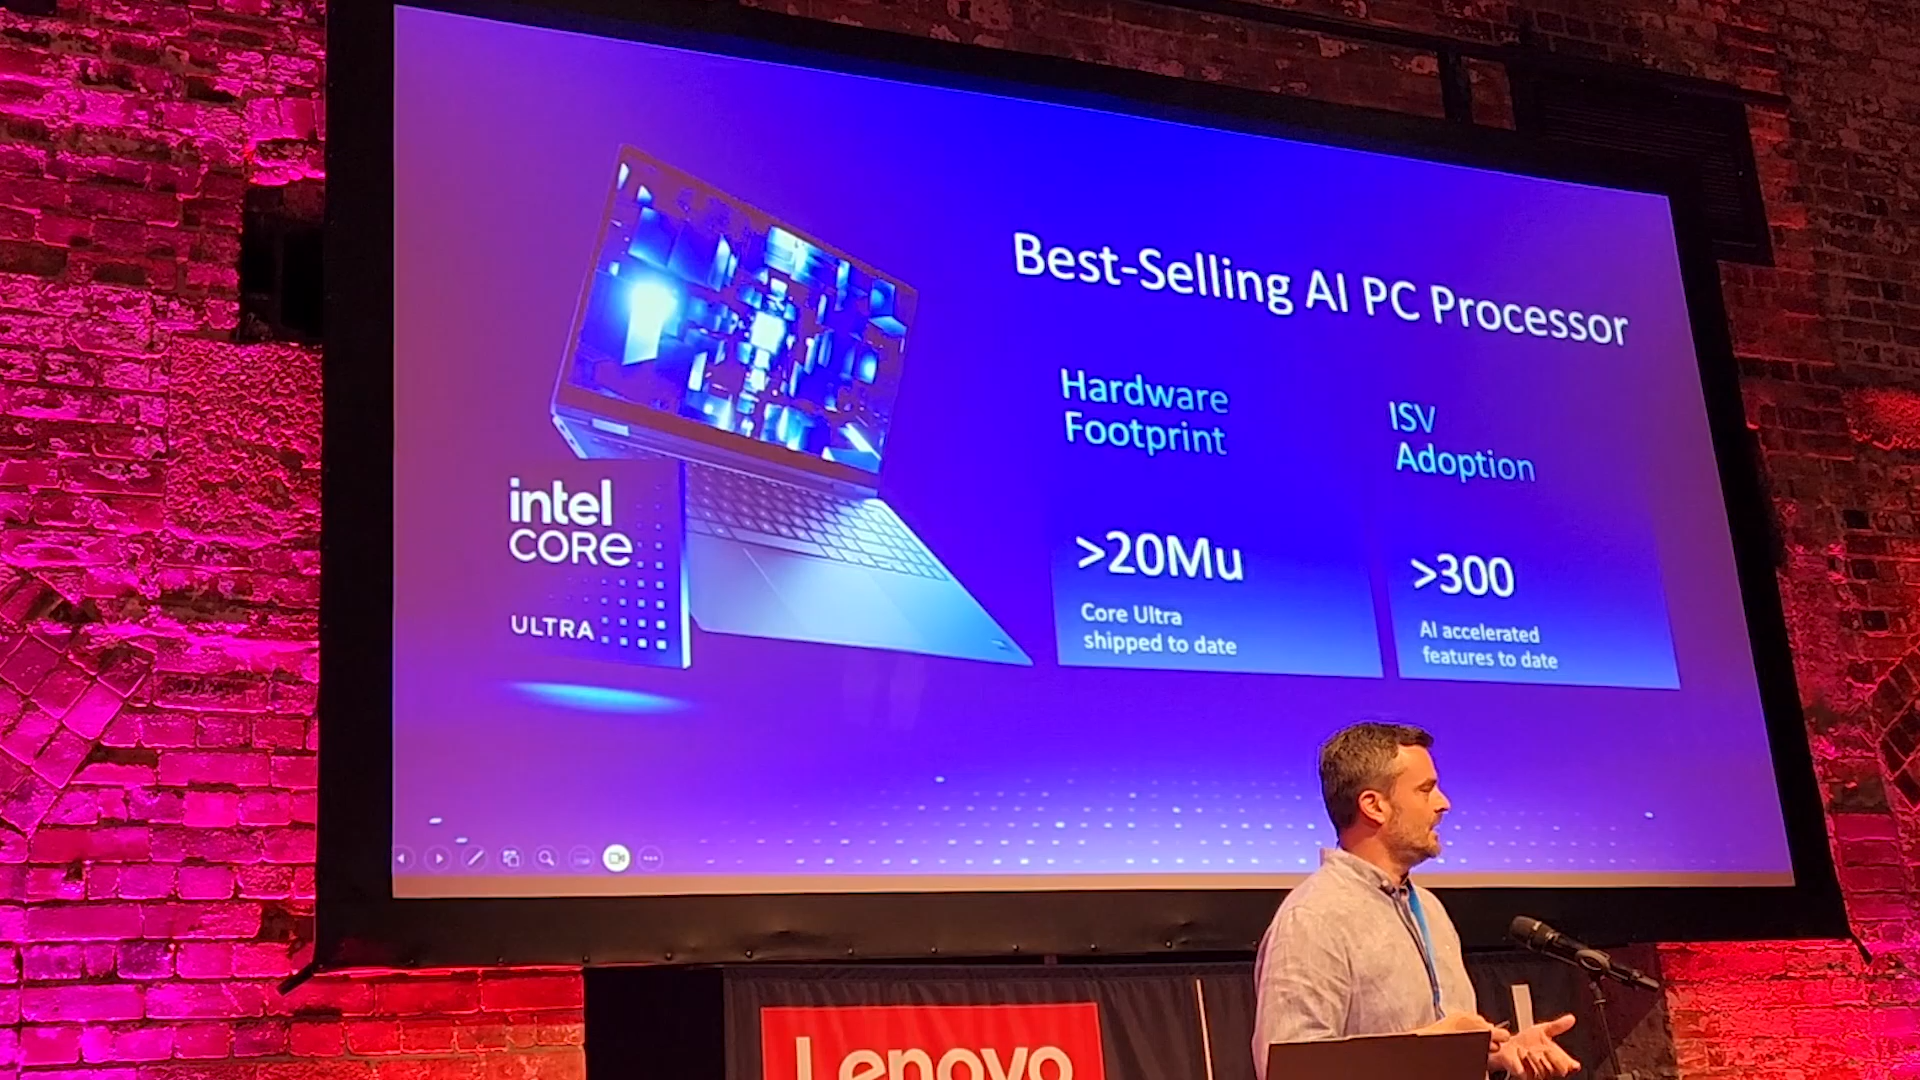 Best-Selling AI PC Processor
Hardware
Footprint
ISV
Adoption
intel
CORe
ULTRA
>20Mu
Core Ultra
shipped to date
>300
AI accelerated
features to date
Lenovo